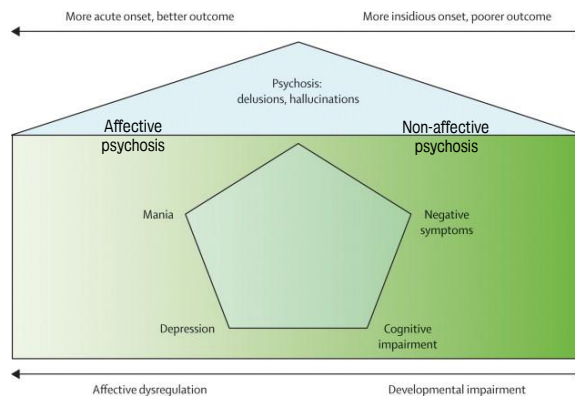 More acute onset, better outcome
More insidious onset, poorer outcome
Psychosis:
delusions, hallucinations
Affective
psychosis
Non-affective
psychosis
Mania
Negative
symptoms
Depression
Cognitive
impairment
Affective dysregulation
Developmental impairment